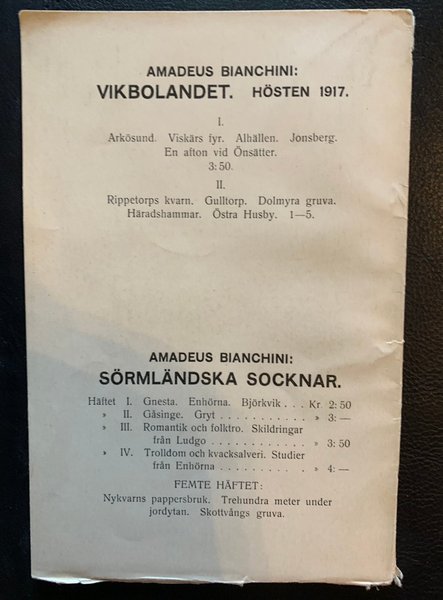 AMADEUS BIANCHINI:
VIKBOLANDET. HÖSTEN 1917.
I.
Arkösund. Viskärs fyr. Alhällen. Jonsberg.
En afton vid Önsätter.
3:50.
II.
Rippetorps kvarn. Gulltorp. Dolmyra gruva.
Häradshammar. Östra Husby. 1—5.
AMADEUS BIANCHINI:
SÖRMLÄNDSKA SOCKNAR.
Häftet I. Gnesta. Enhörna. Björkvik . . . Kr. 2:50
» II. Gåsinge. Gryt . . . . . . . . . . . » 3:—
» III. Romantik och folktro. Skildringar
från Ludgo . . . . . . . . . . . » 3:50
» IV. Trolldom och kvacksalveri. Studier
från Enhörna . . . . . . . . . . » 4:—
FEMTE HÄFTET:
Nykvarns pappersbruk. Trehundra meter under
jordytan. Skottvångs gruva.